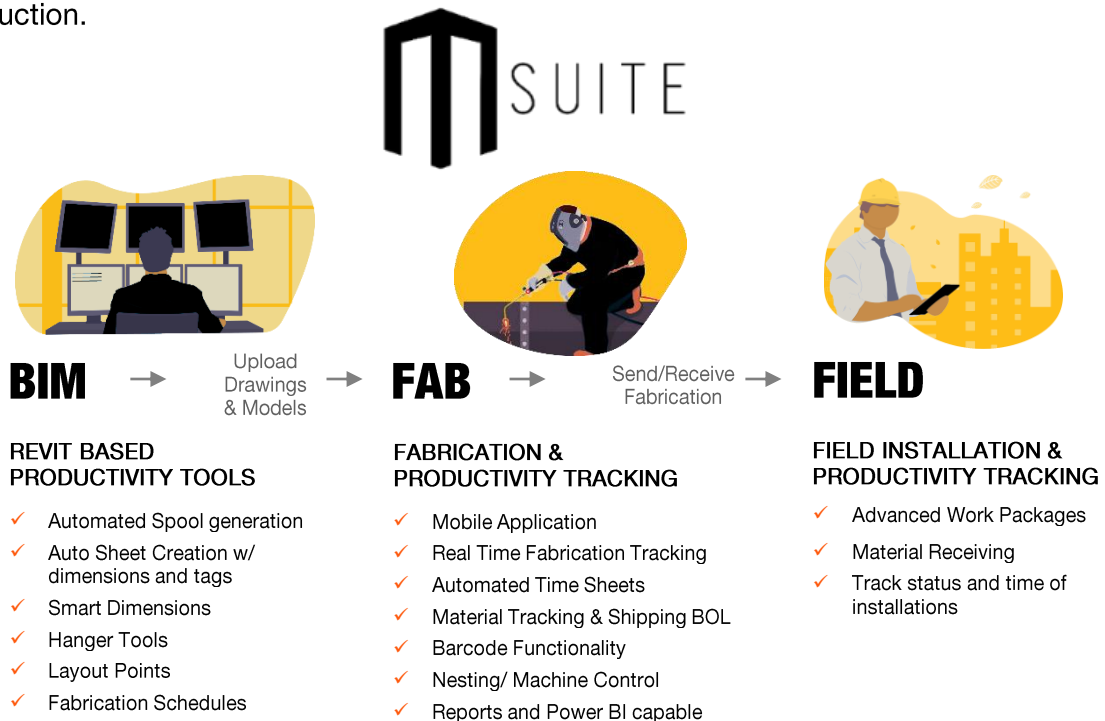 uction.
SUITE
BIM
Upload
Drawings
& Models
FAB
Send/Receive
Fabrication
FIELD
REVIT BASED
PRODUCTIVITY TOOLS
Automated Spool generation
Auto Sheet Creation w/
dimensions and tags
Smart Dimensions
Hanger Tools
Layout Points
Fabrication Schedules
FABRICATION &
PRODUCTIVITY TRACKING
Mobile Application
Real Time Fabrication Tracking
Automated Time Sheets
Material Tracking & Shipping BOL
Barcode Functionality
Nesting/ Machine Control
Reports and Power BI capable
FIELD INSTALLATION &
PRODUCTIVITY TRACKING
Advanced Work Packages
Material Receiving
Track status and time of
installations